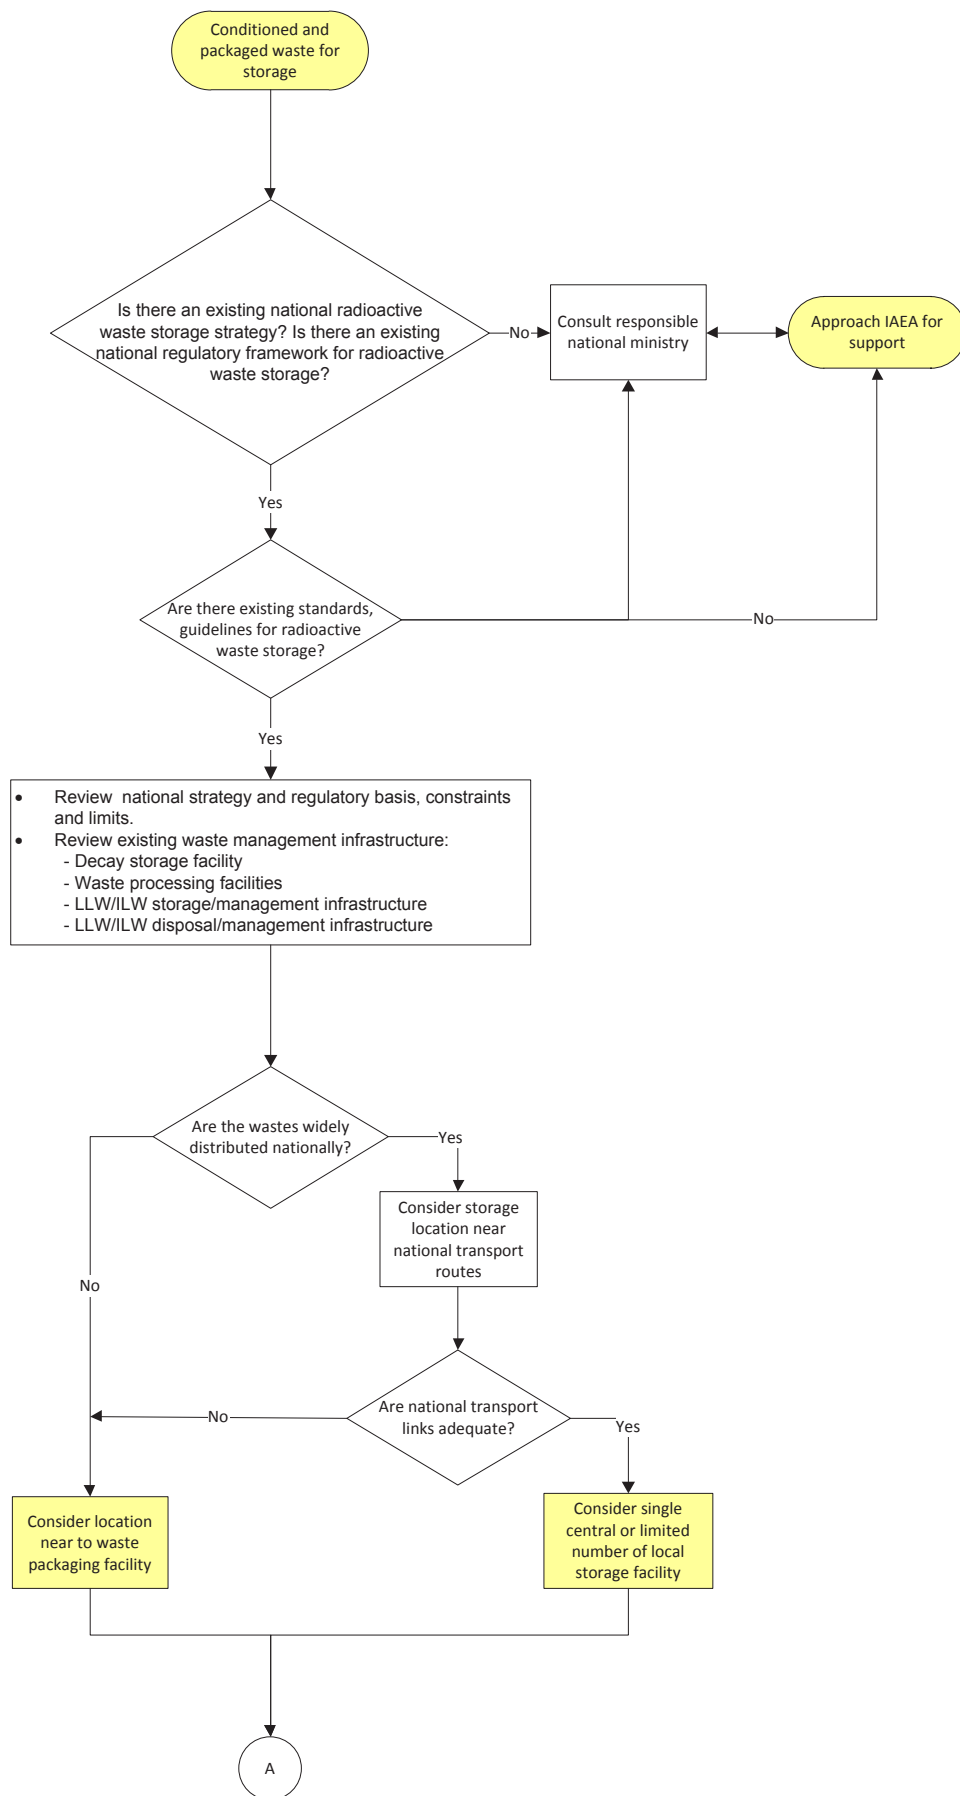 Conditioned and
packaged waste for
storage
Is there an existing national radioactive
waste storage strategy? Is there an existing
national regulatory framework for radioactive
waste storage?
No
Consult responsible
national ministry
Approach IAEA for
support
Yes
Are there existing standards,
guidelines for radioactive
waste storage?
No
Yes
• Review national strategy and regulatory basis, constraints
and limits.
• Review existing waste management infrastructure:
- Decay storage facility
- Waste processing facilities
- LLW/ILW storage/management infrastructure
- LLW/ILW disposal/management infrastructure
Are the wastes widely
distributed nationally?
Yes
Consider storage
location near
national transport
routes
No
Are national transport
links adequate?
No
Yes
Consider location
near to waste
packaging facility
Consider single
central or limited
number of local
storage facility
A